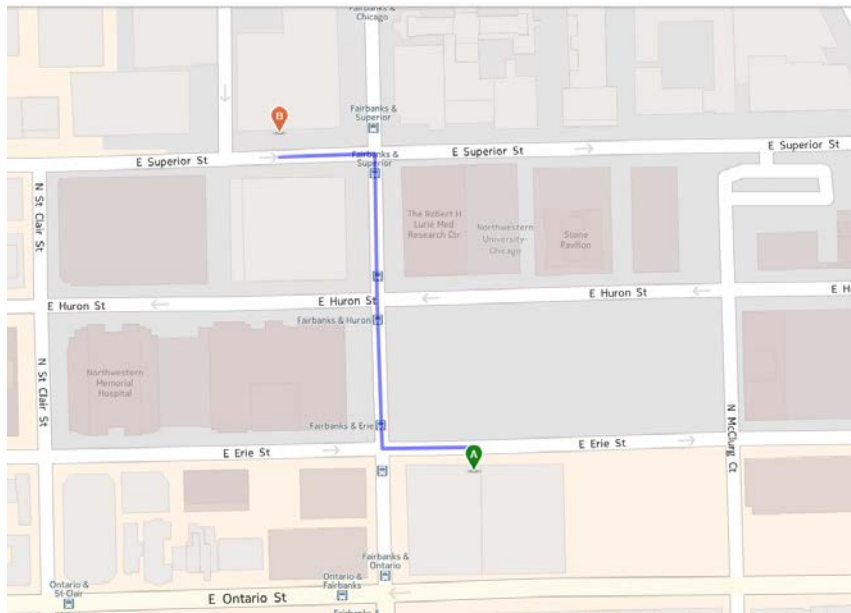 Fairbanks &
Chicago
B
Fairbanks &
Superior
E Superior St
Fairbanks &
Superior
E Superior St
E Superior St
N St Clair St
The Robert H
Lurie Med
Research Ctr
Northwestern
University-
Chicago
Stone
Pavilion
E Huron St
E Huron St
E Huron St
E H
Fairbanks & Huron
Northwestern
Memorial
Hospital
N St Clair St
N McClurg Ct
Fairbanks & Erie
E Erie St
E Erie St
A
Fairbanks &
Ontario
Ontario &
St-Clair
Ontario &
Fairbanks
E Ontario St
Fairbanks &